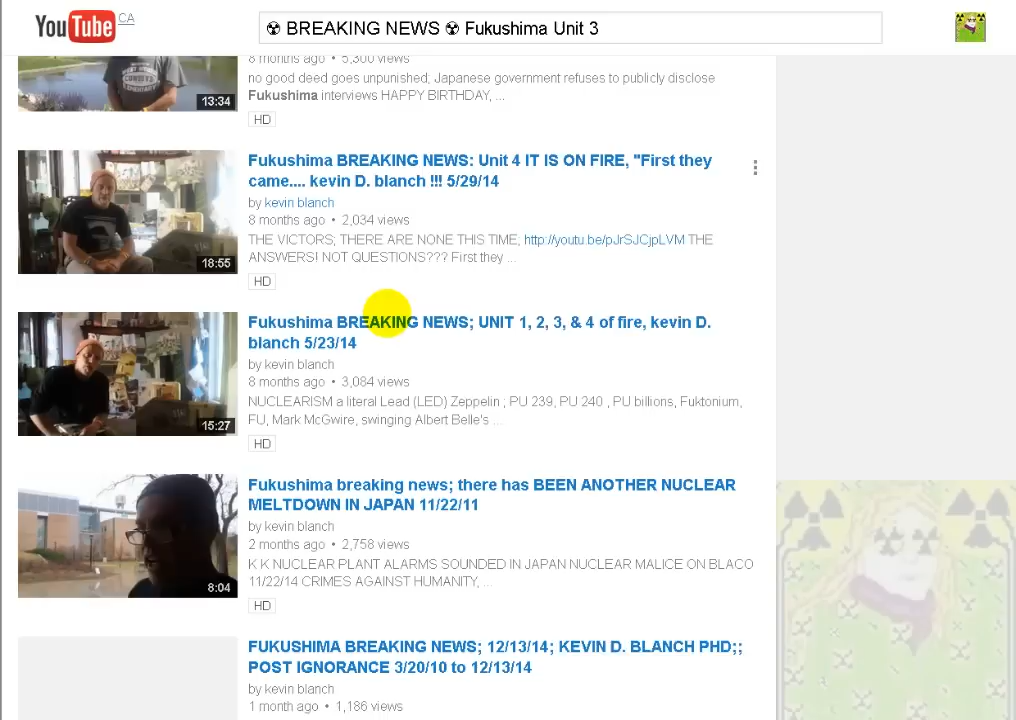 YouTube CA
☢ BREAKING NEWS ☢ Fukushima Unit 3
8 months ago • 5,300 views
no good deed goes unpunished; Japanese government refuses to publicly disclose
Fukushima interviews HAPPY BIRTHDAY, ...
13:34
HD
Fukushima BREAKING NEWS: Unit 4 IT IS ON FIRE, "First they
came.... kevin D. blanch !!! 5/29/14
by kevin blanch
8 months ago • 2,034 views
THE VICTORS; THERE ARE NONE THIS TIME; http://youtu.be/pJrSJCjpLVM THE
ANSWERS! NOT QUESTIONS??? First they ...
18:55
HD
Fukushima BREAKING NEWS; UNIT 1, 2, 3, & 4 of fire, kevin D.
blanch 5/23/14
by kevin blanch
8 months ago • 3,084 views
NUCLEARISM a literal Lead (LED) Zeppelin ; PU 239, PU 240 , PU billions, Fuktonium,
FU, Mark McGwire, swinging Albert Belle's ...
15:27
HD
Fukushima breaking news; there has BEEN ANOTHER NUCLEAR
MELTDOWN IN JAPAN 11/22/11
by kevin blanch
2 months ago • 2,758 views
K K NUCLEAR PLANT ALARMS SOUNDED IN JAPAN NUCLEAR MALICE ON BLACO
11/22/14 CRIMES AGAINST HUMANITY, ...
8:04
HD
FUKUSHIMA BREAKING NEWS; 12/13/14; KEVIN D. BLANCH PHD;;
POST IGNORANCE 3/20/10 to 12/13/14
by kevin blanch
1 month ago • 1,186 views